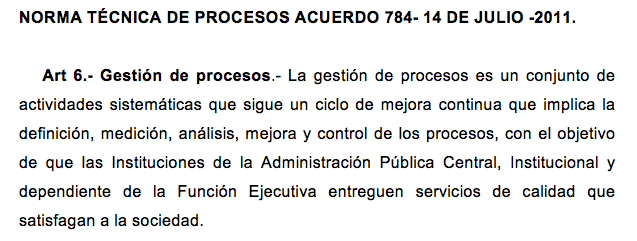 NORMA TÉCNICA DE PROCESOS ACUERDO 784- 14 DE JULIO -2011.
Art 6.- Gestión de procesos.- La gestión de procesos es un conjunto de
actividades sistemáticas que sigue un ciclo de mejora continua que implica la
definición, medición, análisis, mejora y control de los procesos, con el objetivo
de que las Instituciones de la Administración Pública Central, Institucional y
dependiente de la Función Ejecutiva entreguen servicios de calidad que
satisfagan a la sociedad.